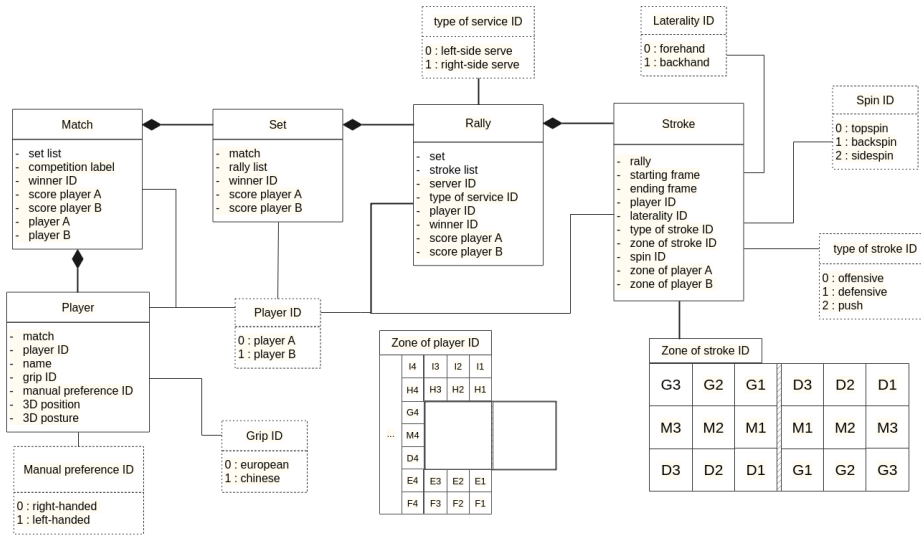 type of service ID
0 : left-side serve
1 : right-side serve
Laterality ID
0 : forehand
1 : backhand
Spin ID
0 : topspin
1 : backspin
2 : sidespin
Match
- set list
- competition label
- winner ID
- score player A
- score player B
- player A
- player B
Set
- match
- rally list
- winner ID
- score player A
- score player B
Rally
- set
- stroke list
- server ID
- type of service ID
- player ID
- winner ID
- score player A
- score player B
Stroke
- rally
- starting frame
- ending frame
- player ID
- laterality ID
- type of stroke ID
- zone of stroke ID
- spin ID
- zone of player A
- zone of player B
type of stroke ID
0 : offensive
1 : defensive
2 : push
Player
- match
- player ID
- name
- grip ID
- manual preference ID
- 3D position
- 3D posture
Player ID
0 : player A
1 : player B
Grip ID
0 : european
1 : chinese
Manual preference ID
0 : right-handed
1 : left-handed
Zone of player ID
I4 I3 I2 I1
H4 H3 H2 H1
G4
... M4
D4
E4 E3 E2 E1
F4 F3 F2 F1
Zone of stroke ID
G3 G2 G1 D3 D2 D1
M3 M2 M1 M1 M2 M3
D3 D2 D1 G1 G2 G3